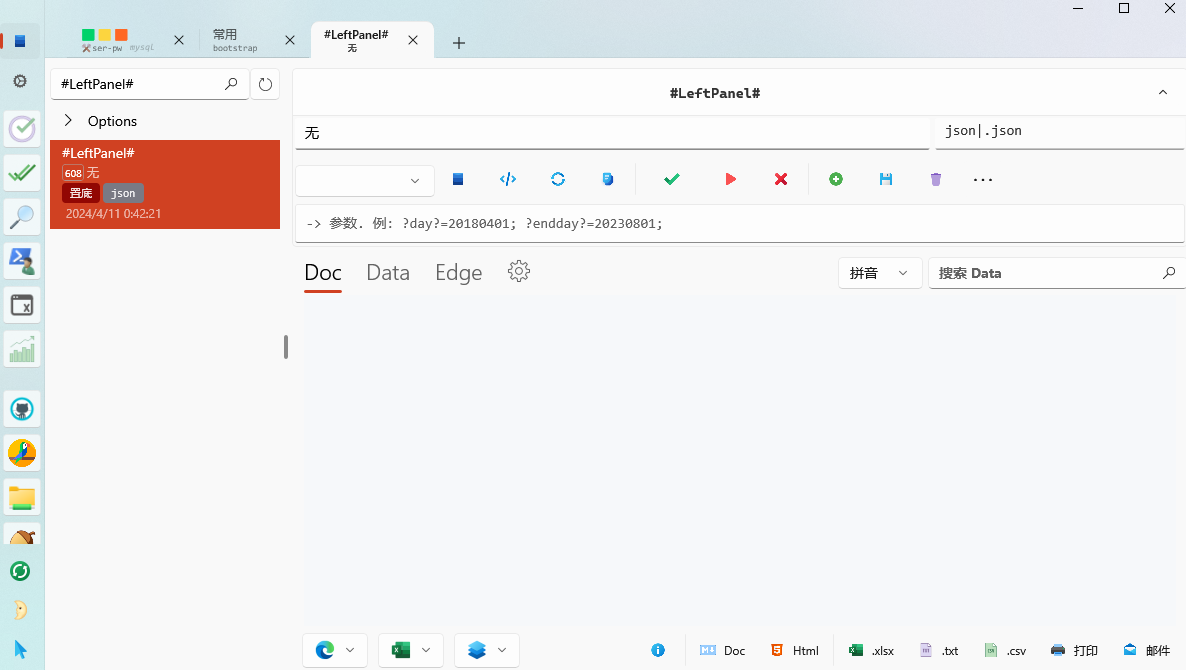 🛠ser-pw mysql
常用
bootstrap
#LeftPanel#
无
#LeftPanel#
Options
#LeftPanel#
608 无
置底 json
2024/4/11 0:42:21
#LeftPanel#
无
json|.json
-> 参数. 例: ?day?=20180401; ?endday?=20230801;
Doc Data Edge
拼音
搜索 Data
Doc Html .xlsx .txt .csv 打印 邮件